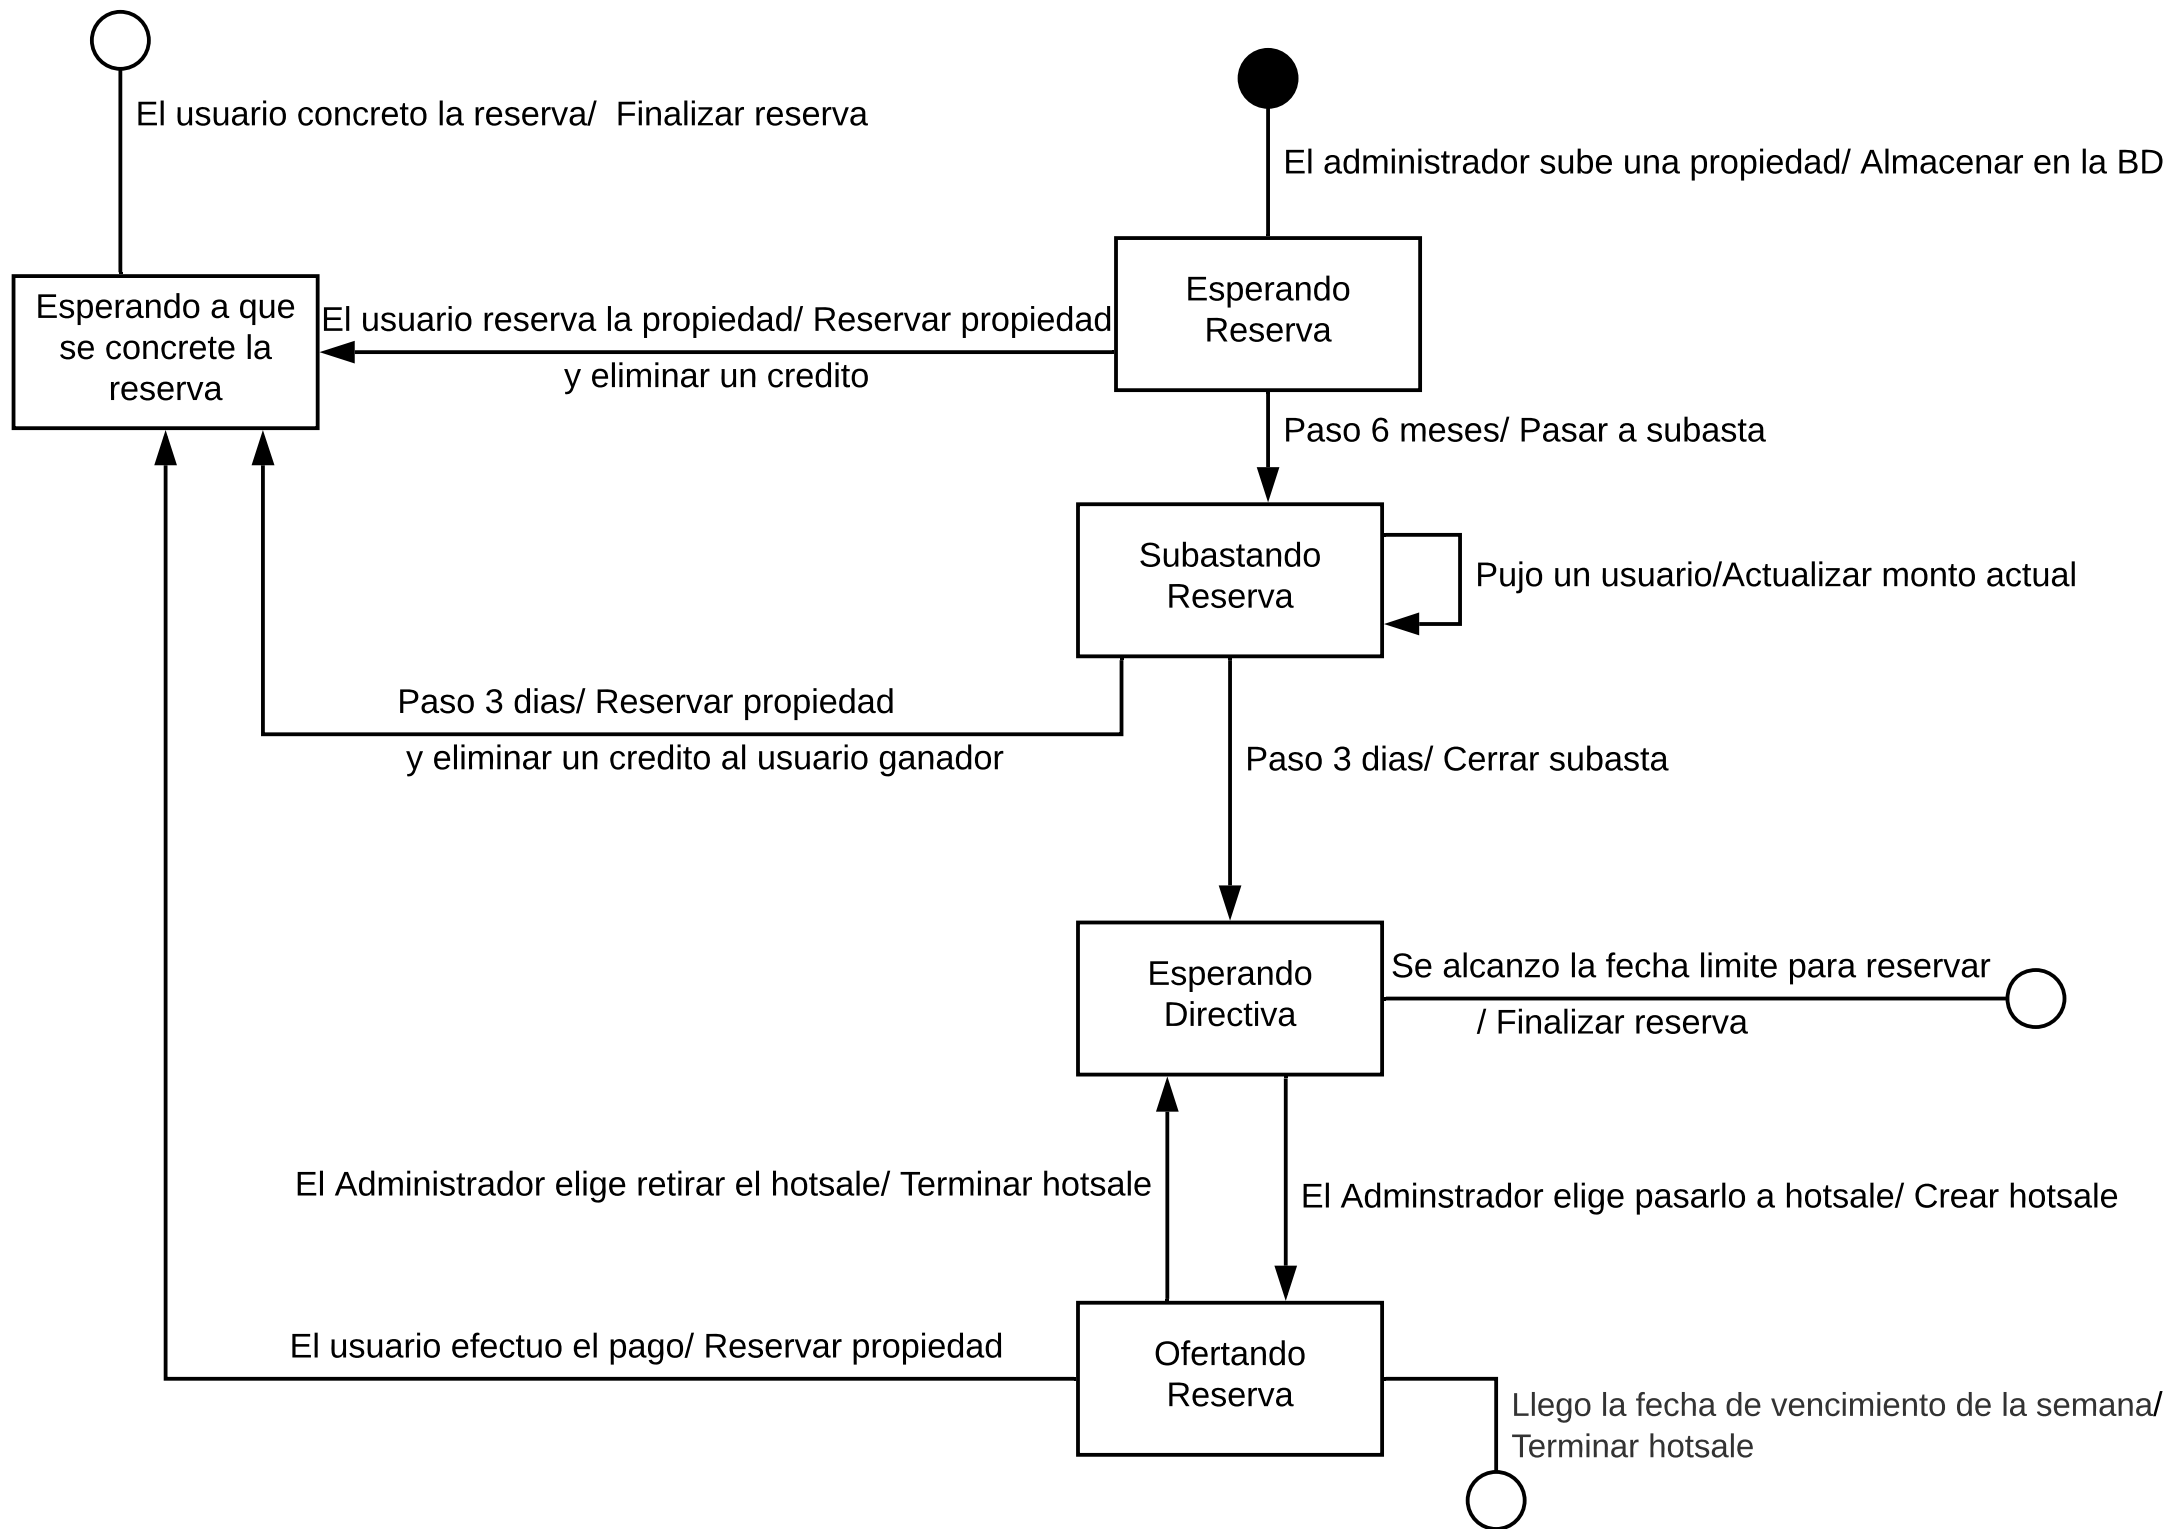 El usuario concreto la reserva/  Finalizar reserva
El administrador sube una propiedad/ Almacenar en la BD
Esperando a que
se concrete la
reserva
El usuario reserva la propiedad/ Reservar propiedad
y eliminar un credito
Esperando
Reserva
Paso 6 meses/ Pasar a subasta
Subastando
Reserva
Pujo un usuario/Actualizar monto actual
Paso 3 dias/ Reservar propiedad
y eliminar un credito al usuario ganador
Paso 3 dias/ Cerrar subasta
Esperando
Directiva
Se alcanzo la fecha limite para reservar
/ Finalizar reserva
El Administrador elige retirar el hotsale/ Terminar hotsale
El Adminstrador elige pasarlo a hotsale/ Crear hotsale
El usuario efectuo el pago/ Reservar propiedad
Ofertando
Reserva
Llego la fecha de vencimiento de la semana/
Terminar hotsale